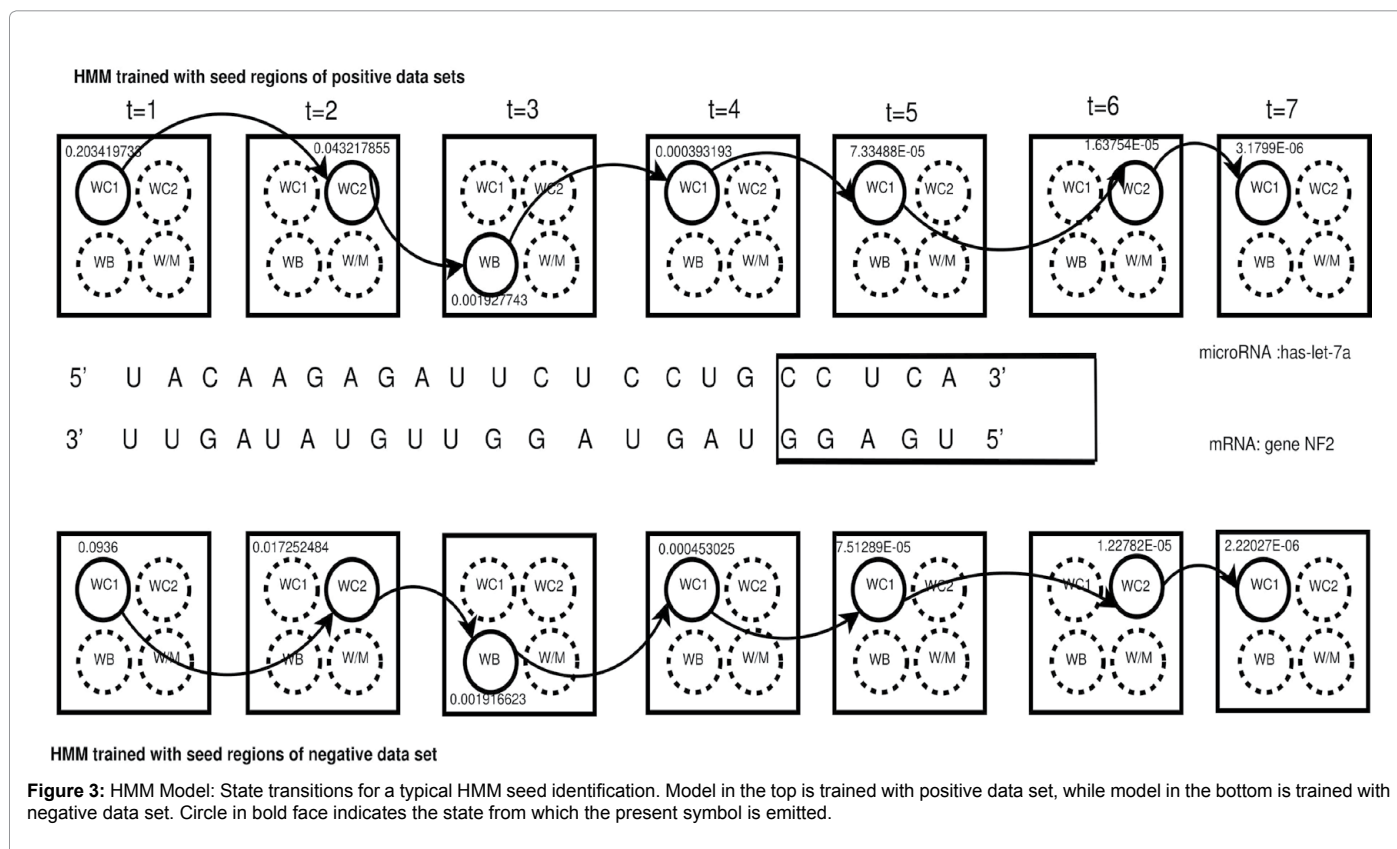 HMM trained with seed regions of positive data sets
t=1 t=2 t=3 t=4 t=5 t=6 t=7
0.203419733 0.043217855 0.000393193 7.33488E-05 1.63754E-05 3.1799E-06
WC1 WC2 WC1 WC2 WC1 WC2 WC1 WC2 WC1 WC2 WC1 WC2 WC1 WC2
WB W/M WB W/M WB W/M WB W/M WB W/M WB W/M WB W/M
0.001927743
microRNA :has-let-7a
5' U A C A A G A G A U U C U C C U G C C U C A 3'
3' U U G A U A U G U U G G A U G A U G G A G U 5'
mRNA: gene NF2
0.0936 0.017252484 0.000453025 7.51289E-05 1.22782E-05 2.22027E-06
WC1 WC2 WC1 WC2 WC1 WC2 WC1 WC2 WC1 WC2 WC1 WC2 WC1 WC2
WB W/M WB W/M WB W/M WB W/M WB W/M WB W/M WB W/M
0.001916623
HMM trained with seed regions of negative data set
Figure 3: HMM Model: State transitions for a typical HMM seed identification. Model in the top is trained with positive data set, while model in the bottom is trained with
negative data set. Circle in bold face indicates the state from which the present symbol is emitted.